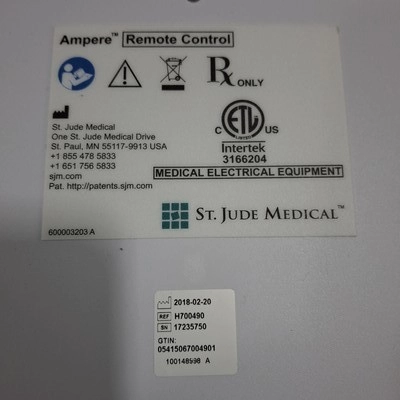 Ampere™ Remote Control
Rx ONLY
C ETL US
Intertek
3166204
St. Jude Medical
One St. Jude Medical Drive
St. Paul, MN 55117-9913 USA
+1 855 478 5833
+1 651 756 5833
sjm.com
Pat. http://patents.sjm.com
MEDICAL ELECTRICAL EQUIPMENT
ST. JUDE MEDICAL™
600003203 A
2018-02-20
REF H700490
SN 17235750
GTIN:
05415067004901
100148598 A